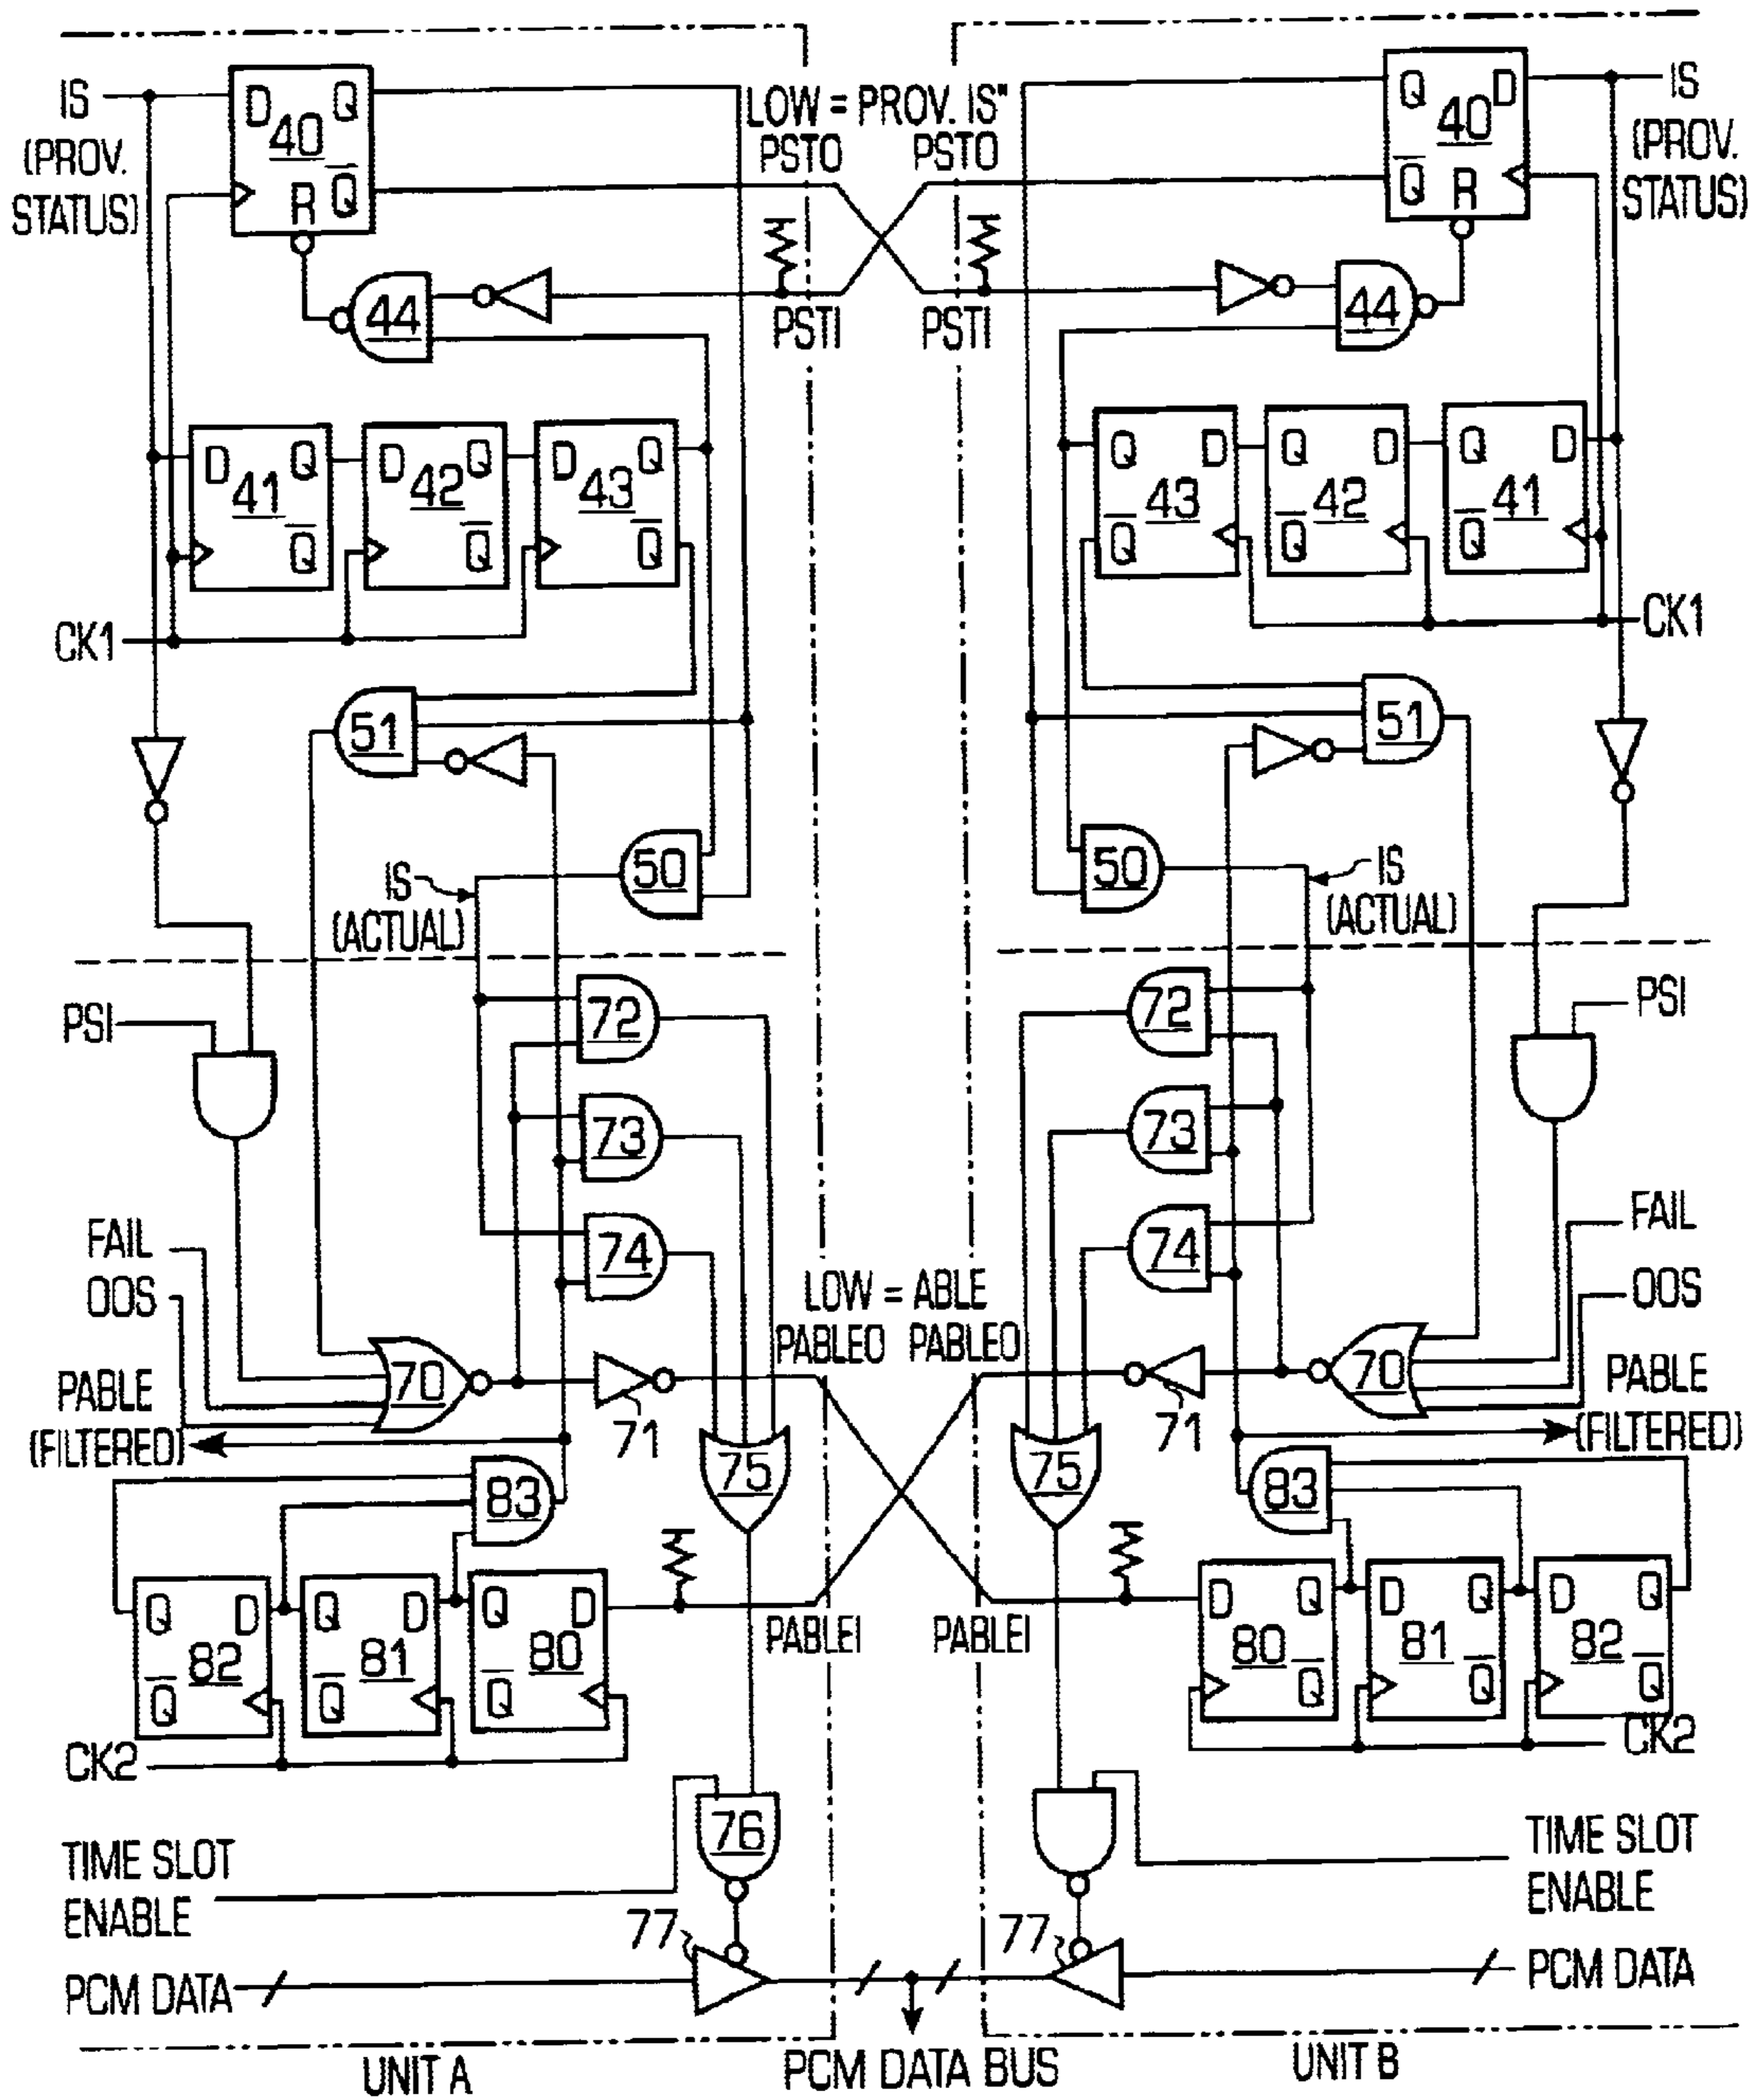 IS
(PROV.
STATUS)
D Q
40
R Q
LOW = PROV. IS"
PSTO PSTO
Q D
40
Q R
IS
(PROV.
STATUS)
44
PSTI PSTI
44
D Q
41
Q
D Q
42
Q
D Q
43
Q
Q D
43
Q
Q D
42
Q
Q D
41
Q
CK1
CK1
51
51
50
50
IS
(ACTUAL)
IS
(ACTUAL)
PSI
72
72
PSI
73
73
FAIL
OOS
74
74
FAIL
OOS
LOW = ABLE
PABLEO PABLEO
PABLE
(FILTERED)
70
71
71
70
PABLE
(FILTERED)
83
75
75
83
Q D
82
Q
Q D
81
Q
Q D
80
Q
PABLEI PABLEI
D Q
80
Q
D Q
81
Q
D Q
82
Q
CK2
CK2
76
TIME SLOT
ENABLE
TIME SLOT
ENABLE
77
77
PCM DATA
PCM DATA
UNIT A
PCM DATA BUS
UNIT B